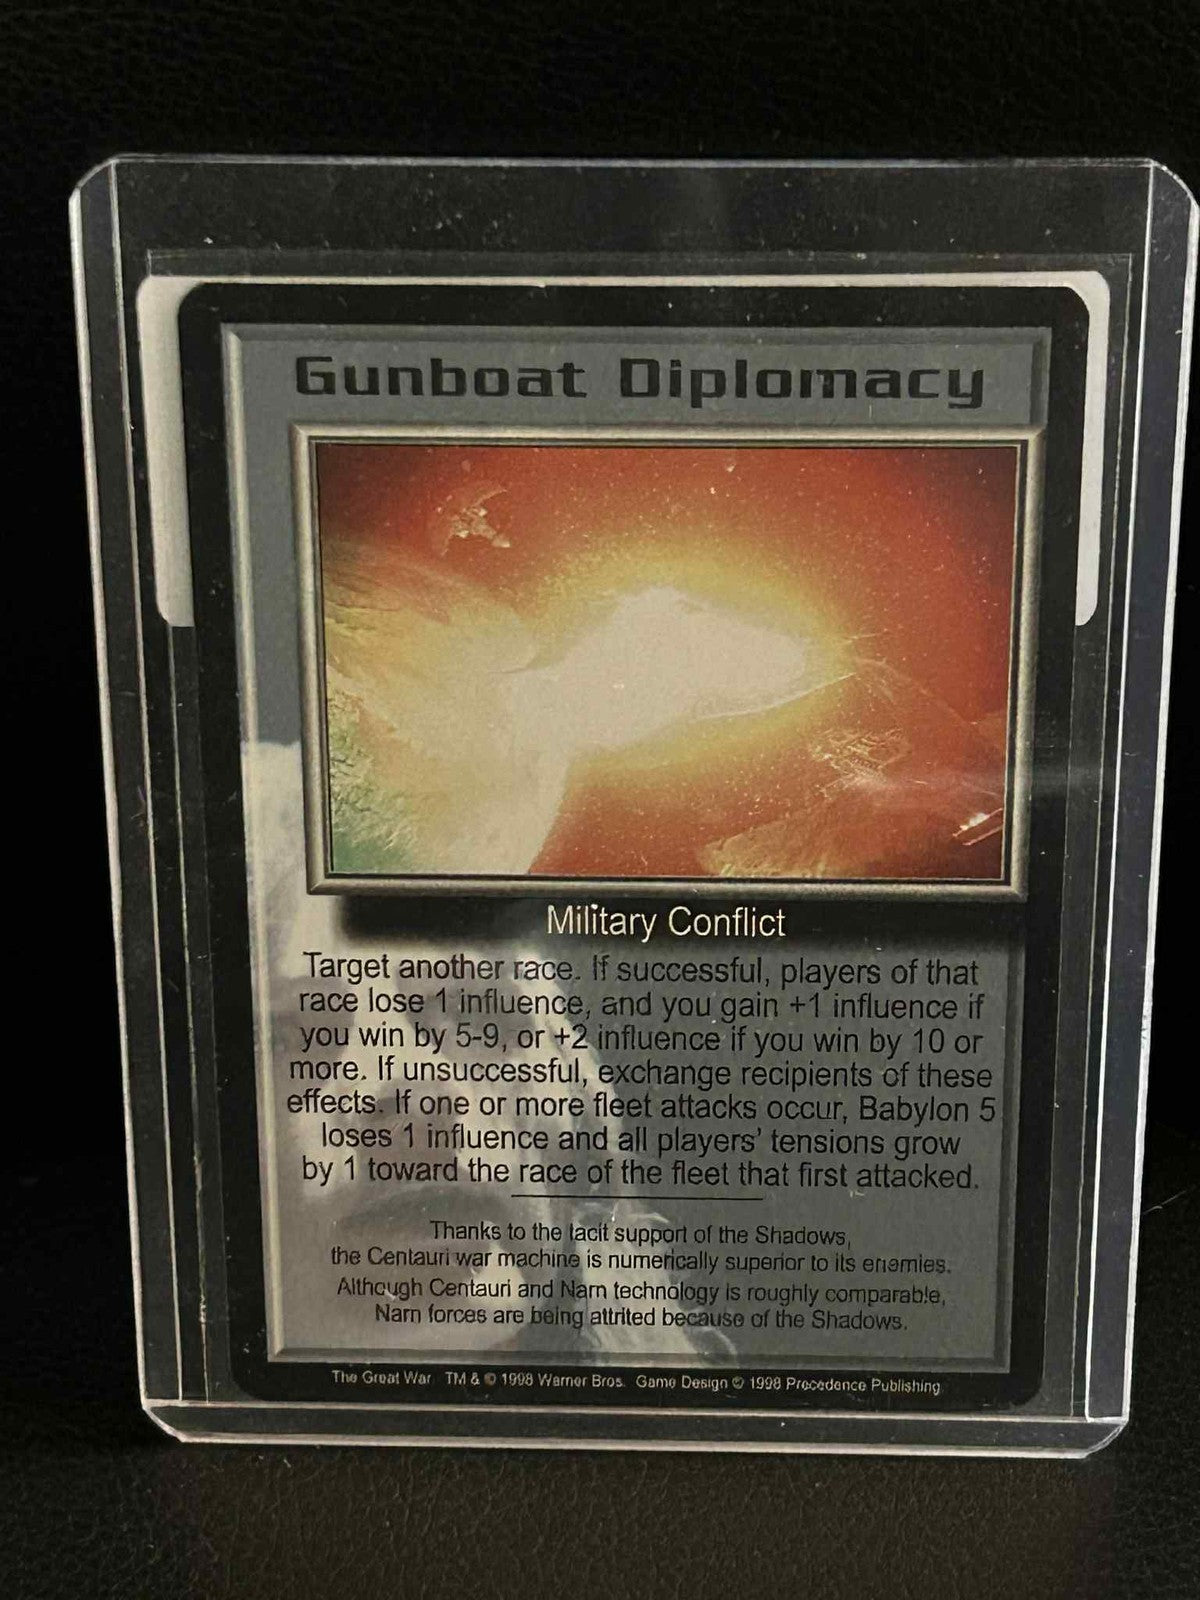 Gunboat Diplomacy
Military Conflict
Target another race. If successful, players of that
race lose 1 influence, and you gain +1 influence if
you win by 5-9, or +2 influence if you win by 10 or
more. If unsuccessful, exchange recipients of these
effects. If one or more fleet attacks occur, Babylon 5
loses 1 influence and all players' tensions grow
by 1 toward the race of the fleet that first attacked.
Thanks to the tacit support of the Shadows,
the Centauri war machine is numerically superior to its enemies.
Although Centauri and Narn technology is roughly comparable,
Narn forces are being attrited because of the Shadows.
The Great War TM & © 1998 Warner Bros. Game Design © 1998 Precedence Publishing